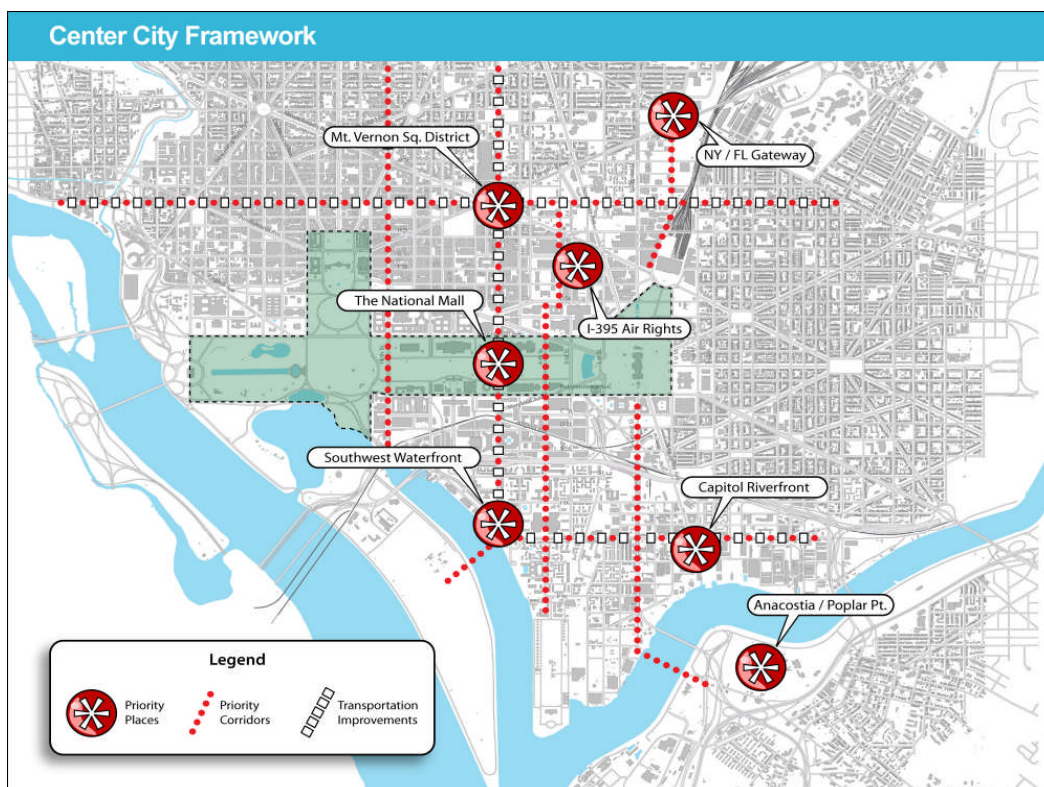 Center City Framework
Mt. Vernon Sq. District
NY / FL Gateway
The National Mall
I-395 Air Rights
Southwest Waterfront
Capitol Riverfront
Anacostia / Poplar Pt.
Legend
Priority
Places
Priority
Corridors
Transportation
Improvements